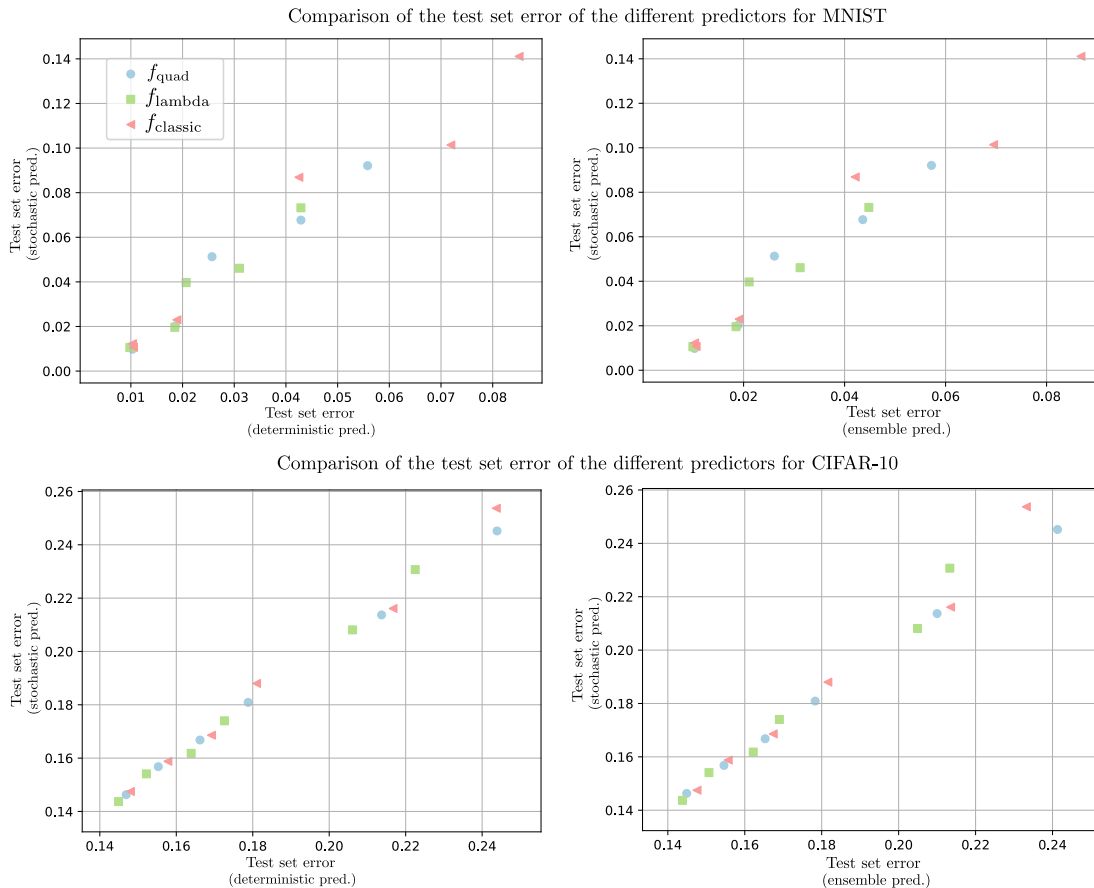 Comparison of the test set error of the different predictors for MNIST
0.14
0.12
0.10
0.08
0.06
0.04
0.02
0.00
Test set error
(stochastic pred.)
f_quad
f_lambda
f_classic
0.01 0.02 0.03 0.04 0.05 0.06 0.07 0.08
Test set error
(deterministic pred.)
0.14
0.12
0.10
0.08
0.06
0.04
0.02
0.00
Test set error
(stochastic pred.)
0.02 0.04 0.06 0.08
Test set error
(ensemble pred.)
Comparison of the test set error of the different predictors for CIFAR-10
0.26
0.24
0.22
0.20
0.18
0.16
0.14
Test set error
(stochastic pred.)
0.14 0.16 0.18 0.20 0.22 0.24
Test set error
(deterministic pred.)
0.26
0.24
0.22
0.20
0.18
0.16
0.14
Test set error
(stochastic pred.)
0.14 0.16 0.18 0.20 0.22 0.24
Test set error
(ensemble pred.)